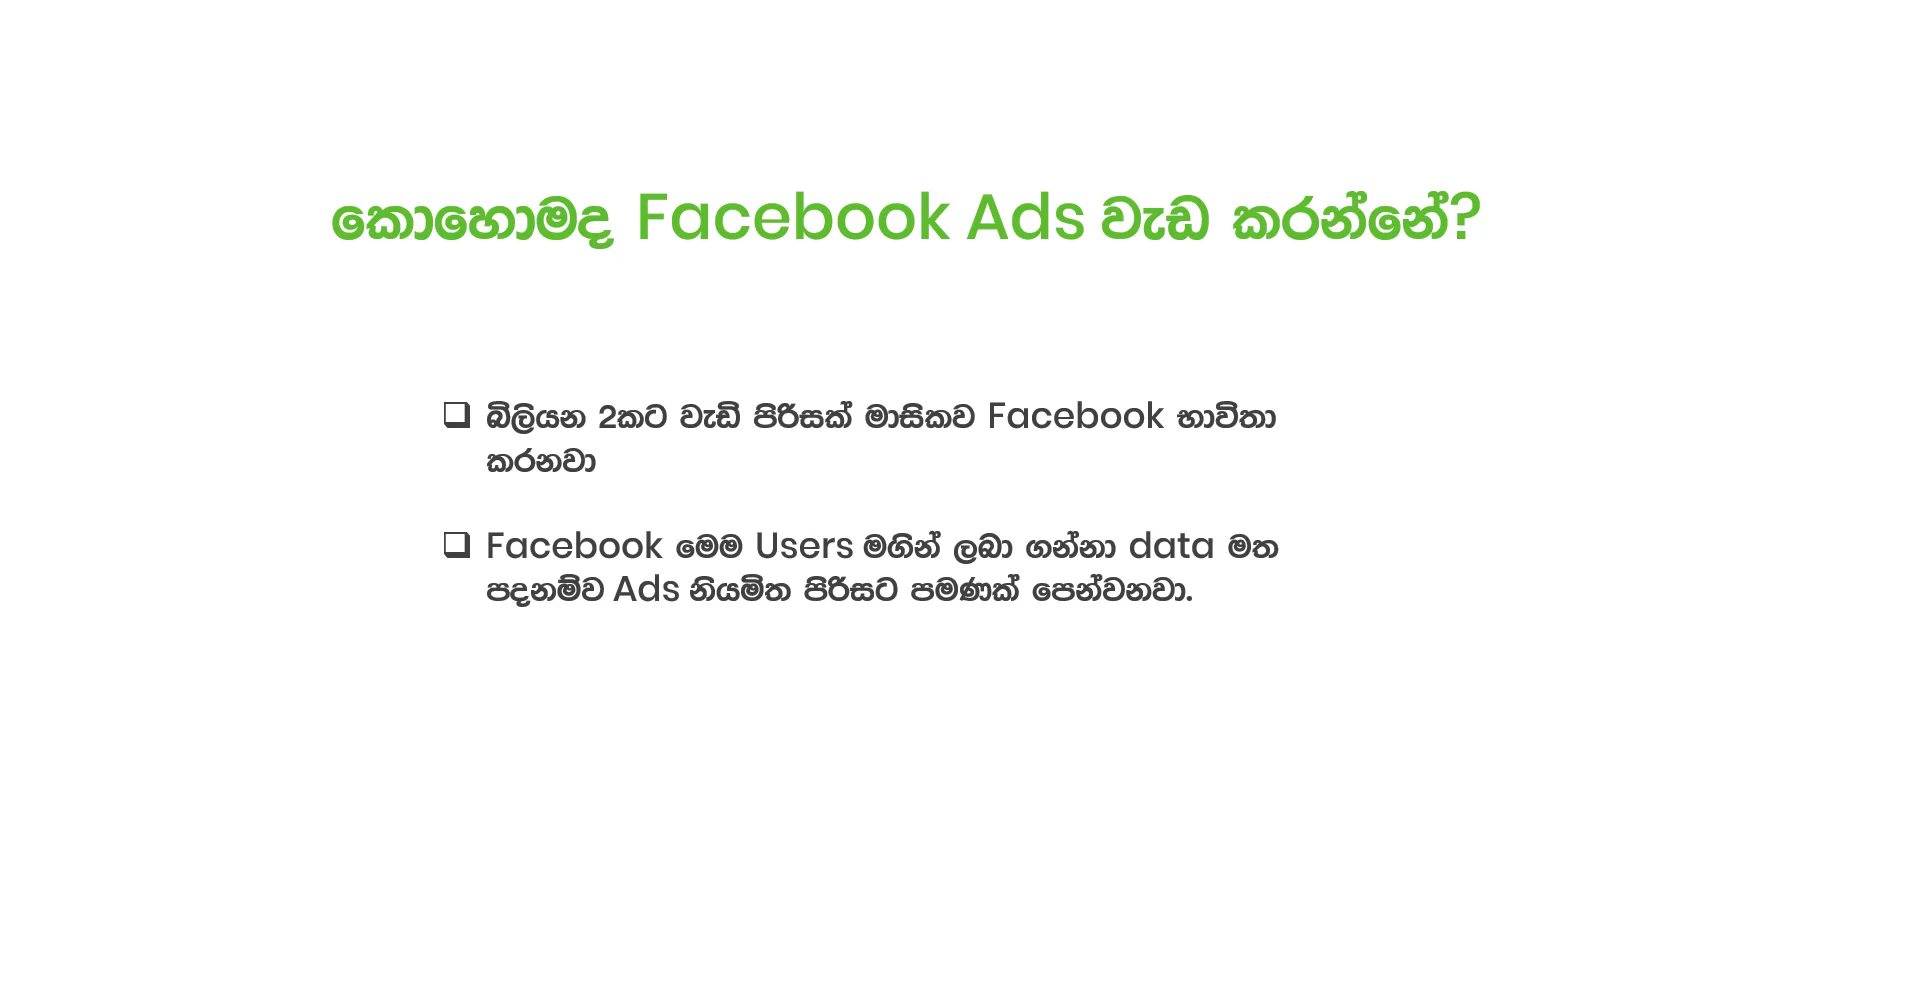 කොහොමද Facebook Ads වැඩ කරන්නේ?
❑ බිලියන 2කට වැඩි පිරිසක් මාසිකව Facebook භාවිතා
කරනවා
❑ Facebook මෙම Users මගින් ලබා ගන්නා data මත
පදනම්ව Ads නියමිත පිරිසට පමණක් පෙන්වනවා.